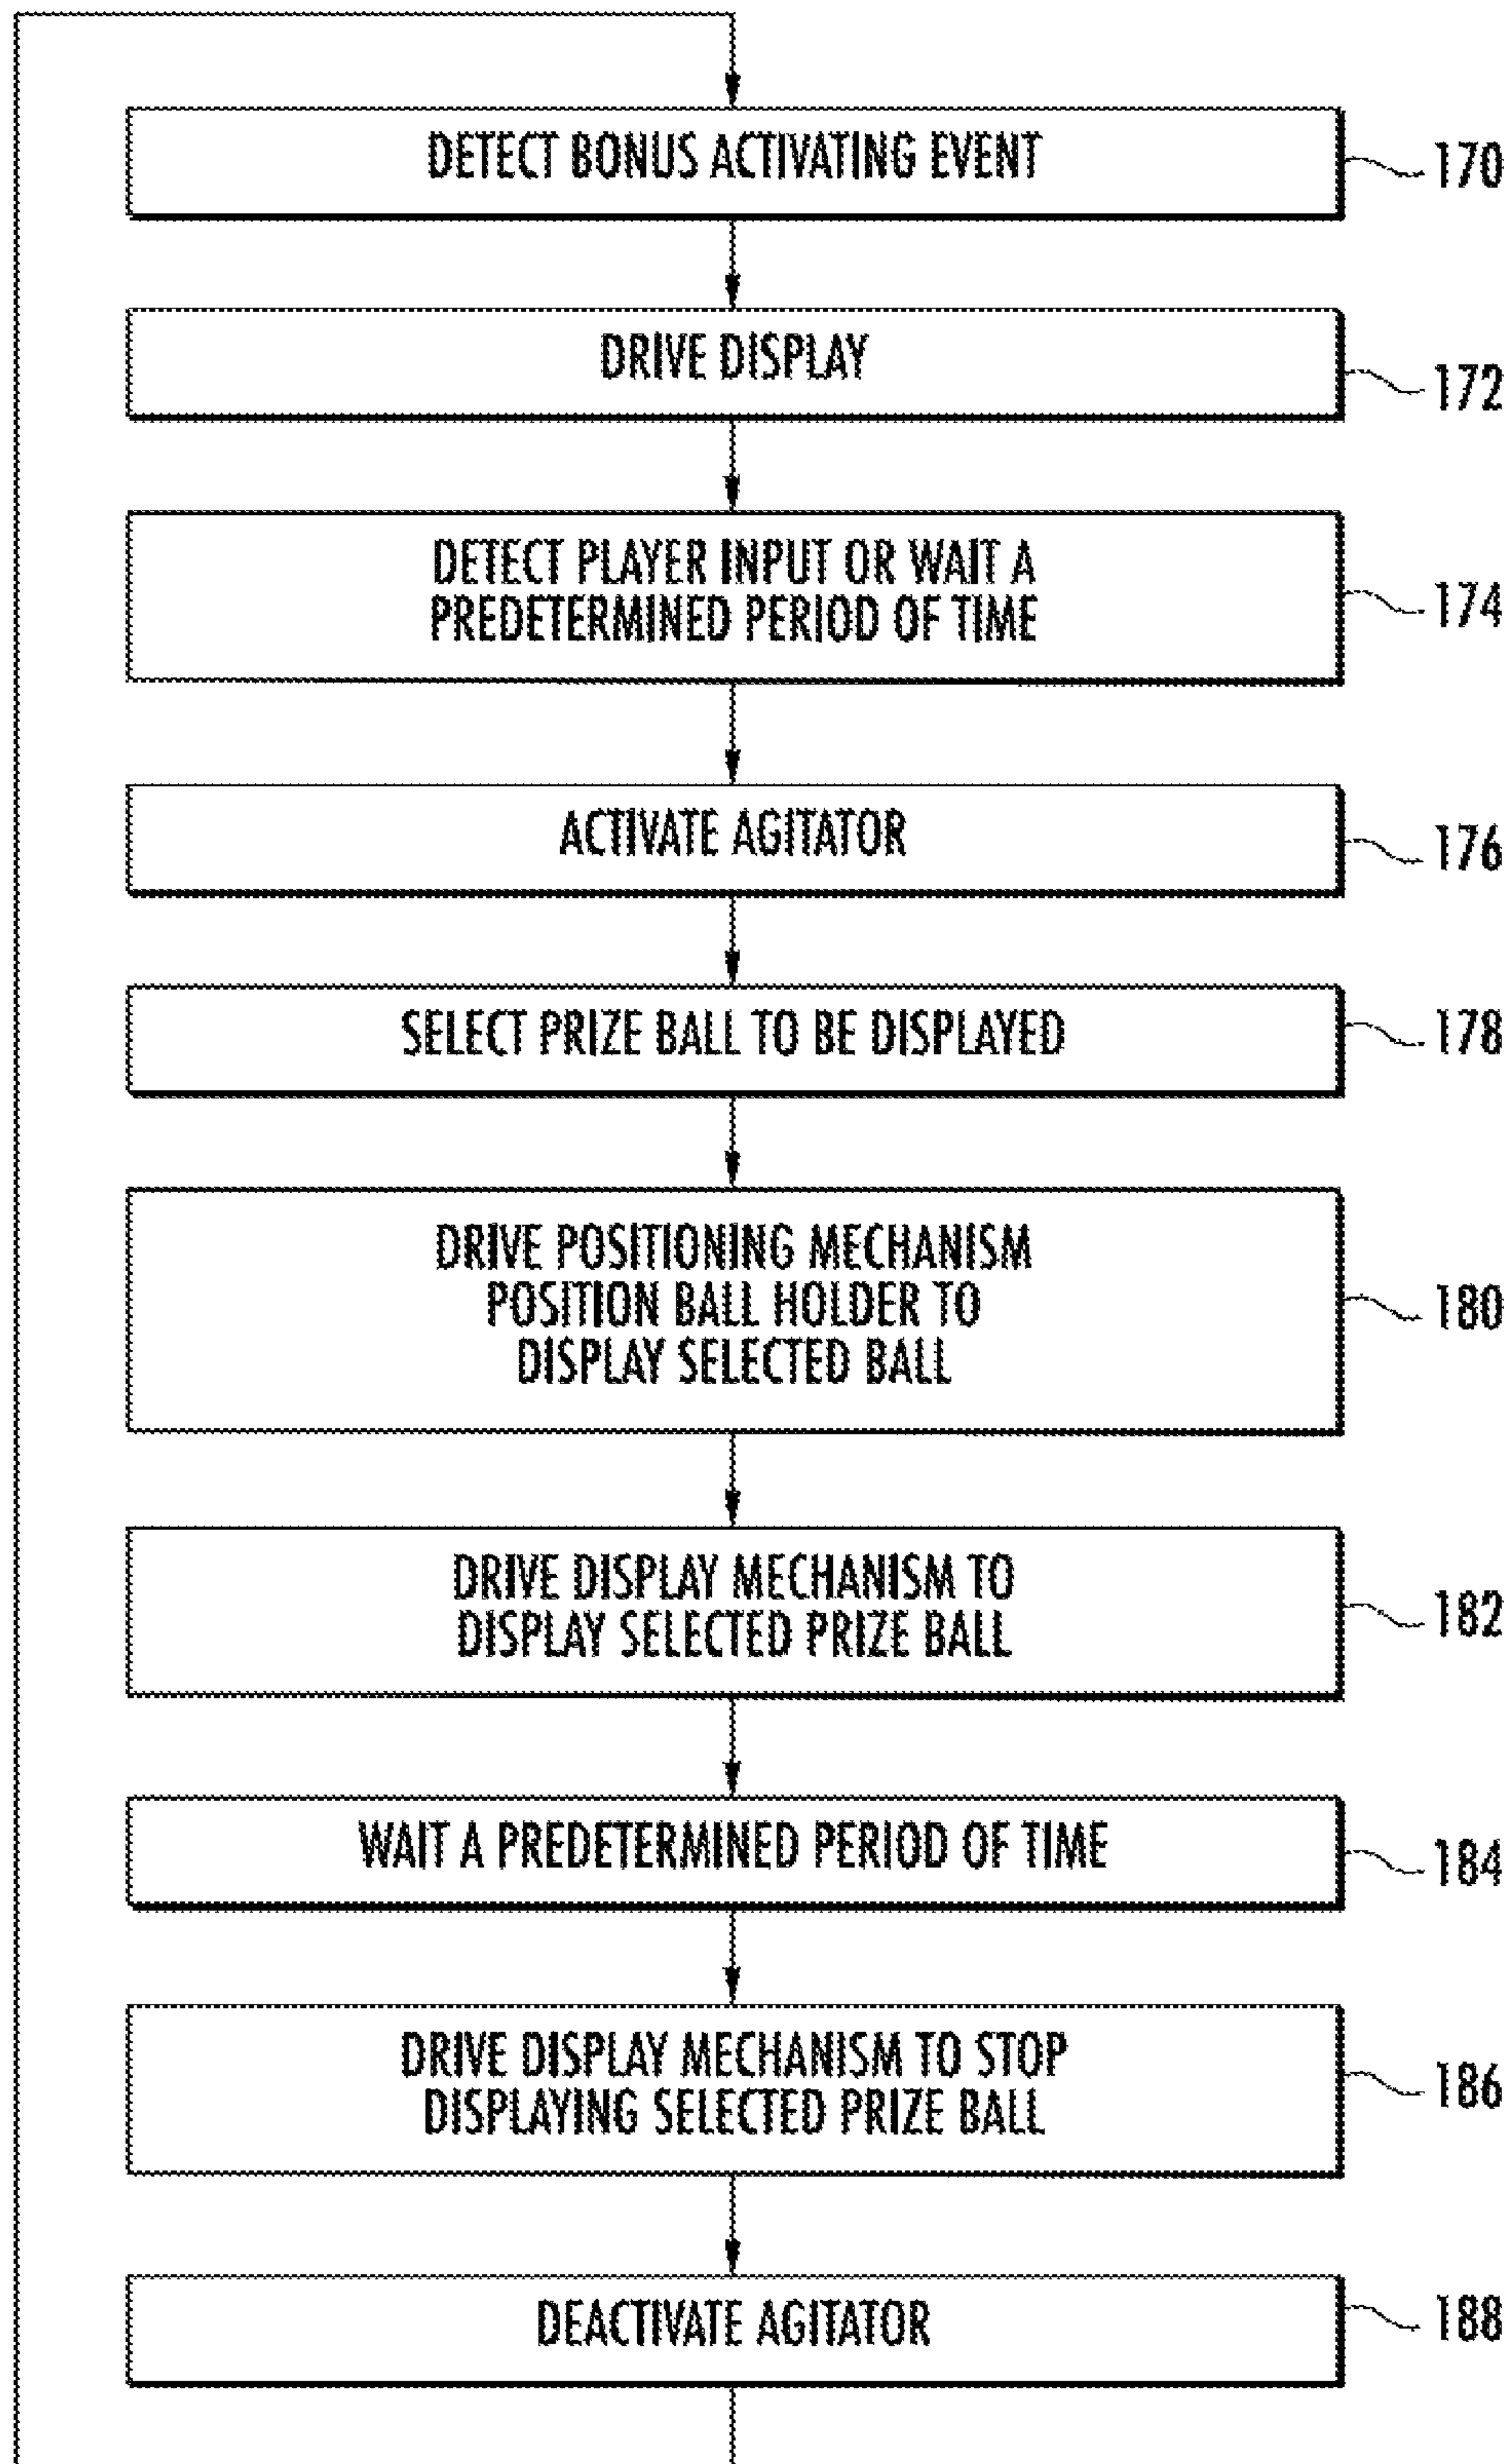 DETECT BONUS ACTIVATING EVENT
170
DRIVE DISPLAY
172
DETECT PLAYER INPUT OR WAIT A
PREDETERMINED PERIOD OF TIME
174
ACTIVATE AGITATOR
176
SELECT PRIZE BALL TO BE DISPLAYED
178
DRIVE POSITIONING MECHANISM
POSITION BALL HOLDER TO
DISPLAY SELECTED BALL
180
DRIVE DISPLAY MECHANISM TO
DISPLAY SELECTED PRIZE BALL
182
WAIT A PREDETERMINED PERIOD OF TIME
184
DRIVE DISPLAY MECHANISM TO STOP
DISPLAYING SELECTED PRIZE BALL
186
DEACTIVATE AGITATOR
188